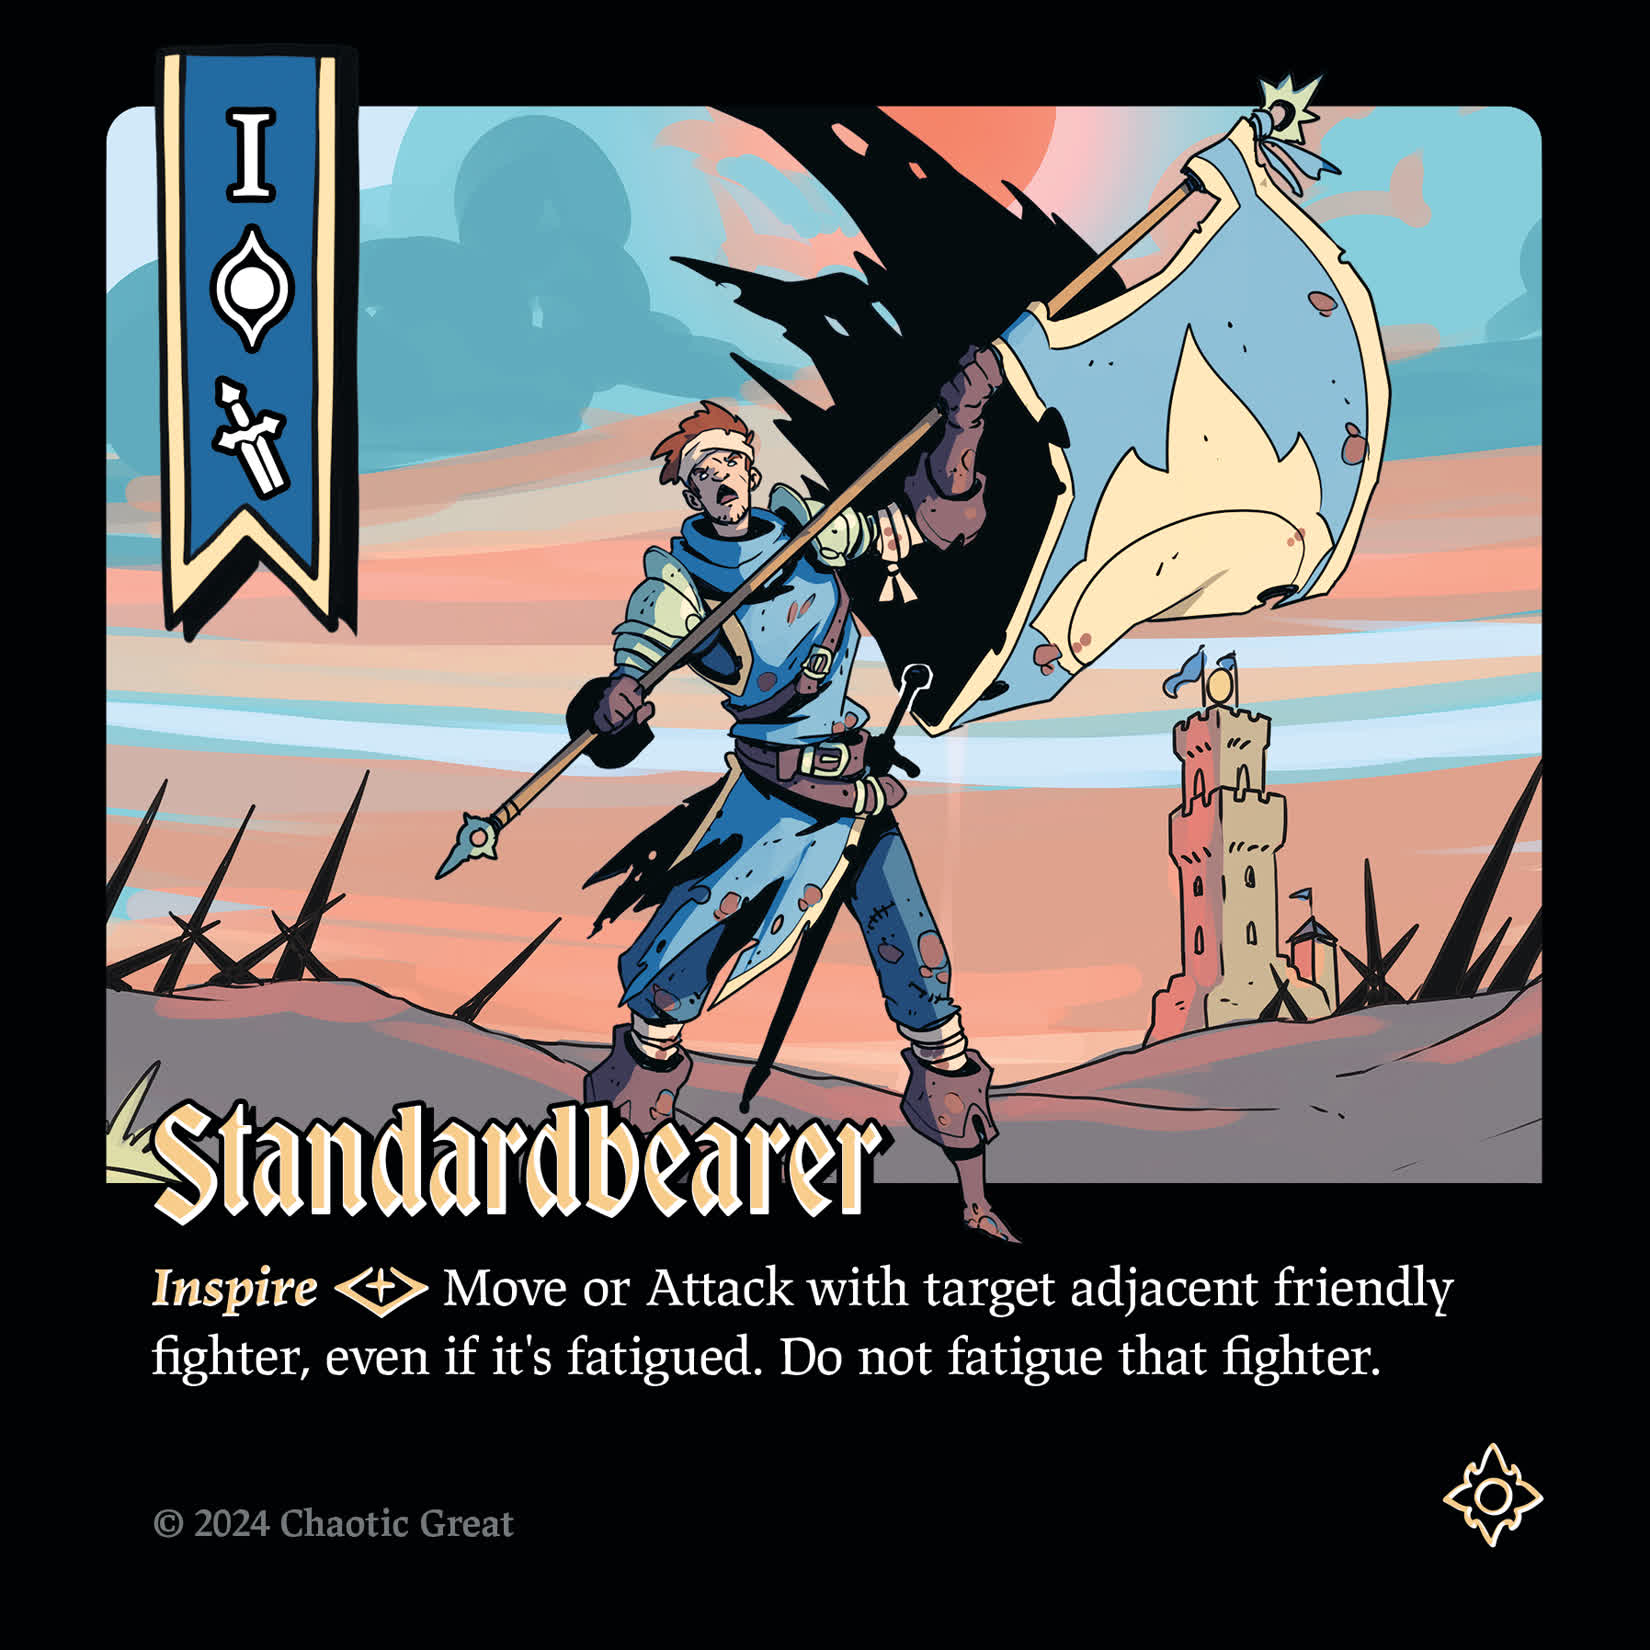 I
Standardbearer
Inspire Move or Attack with target adjacent friendly
fighter, even if it's fatigued. Do not fatigue that fighter.
© 2024 Chaotic Great